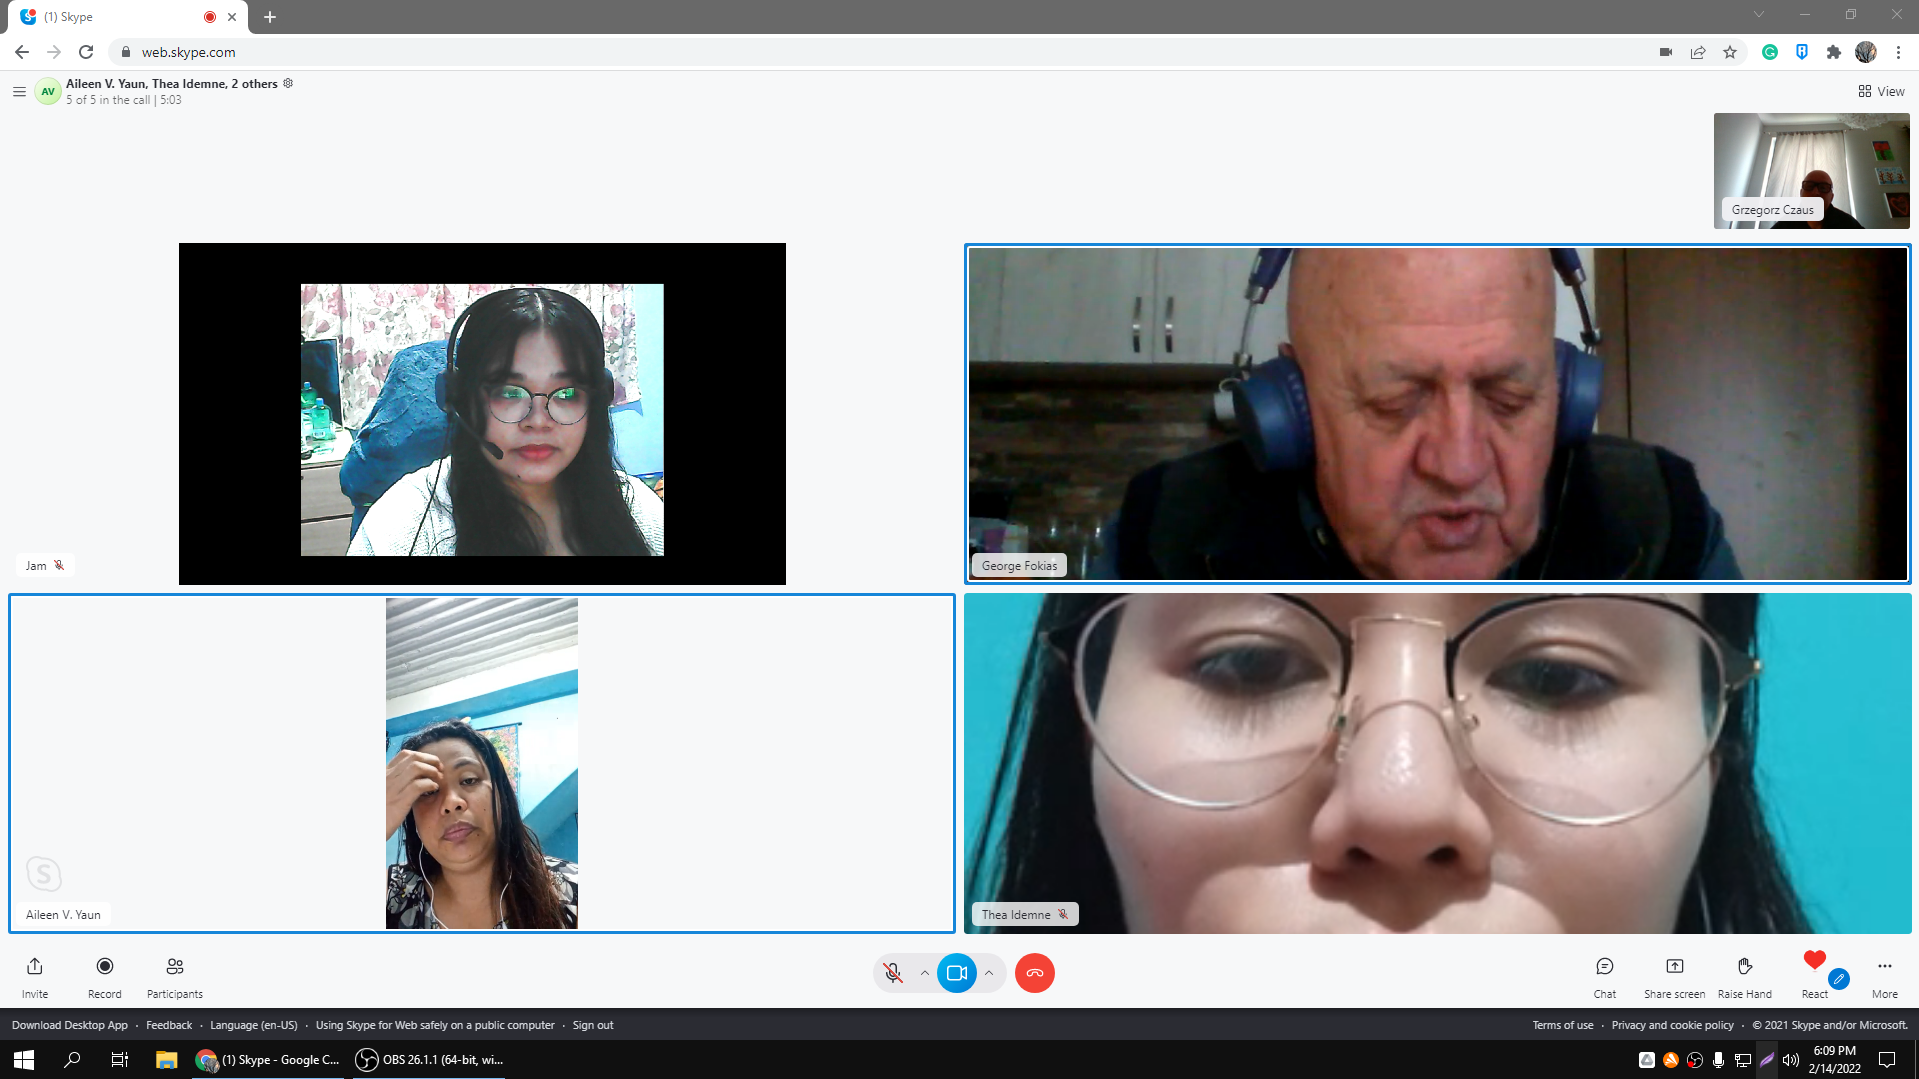 (1) Skype
web.skype.com
AV
Aileen V. Yaun, Thea Idemne, 2 others
5 of 5 in the call | 5:03
View
Grzegorz Czaus
Jam
George Fokias
S
Aileen V. Yaun
Thea Idemne
Invite
Record
Participants
Chat
Share screen
Raise Hand
React
More
Download Desktop App · Feedback · Language (en-US) · Using Skype for Web safely on a public computer · Sign out
Terms of use · Privacy and cookie policy · © 2021 Skype and/or Microsoft.
(1) Skype - Google C...
OBS 26.1.1 (64-bit, wi...
6:09 PM
2/14/2022